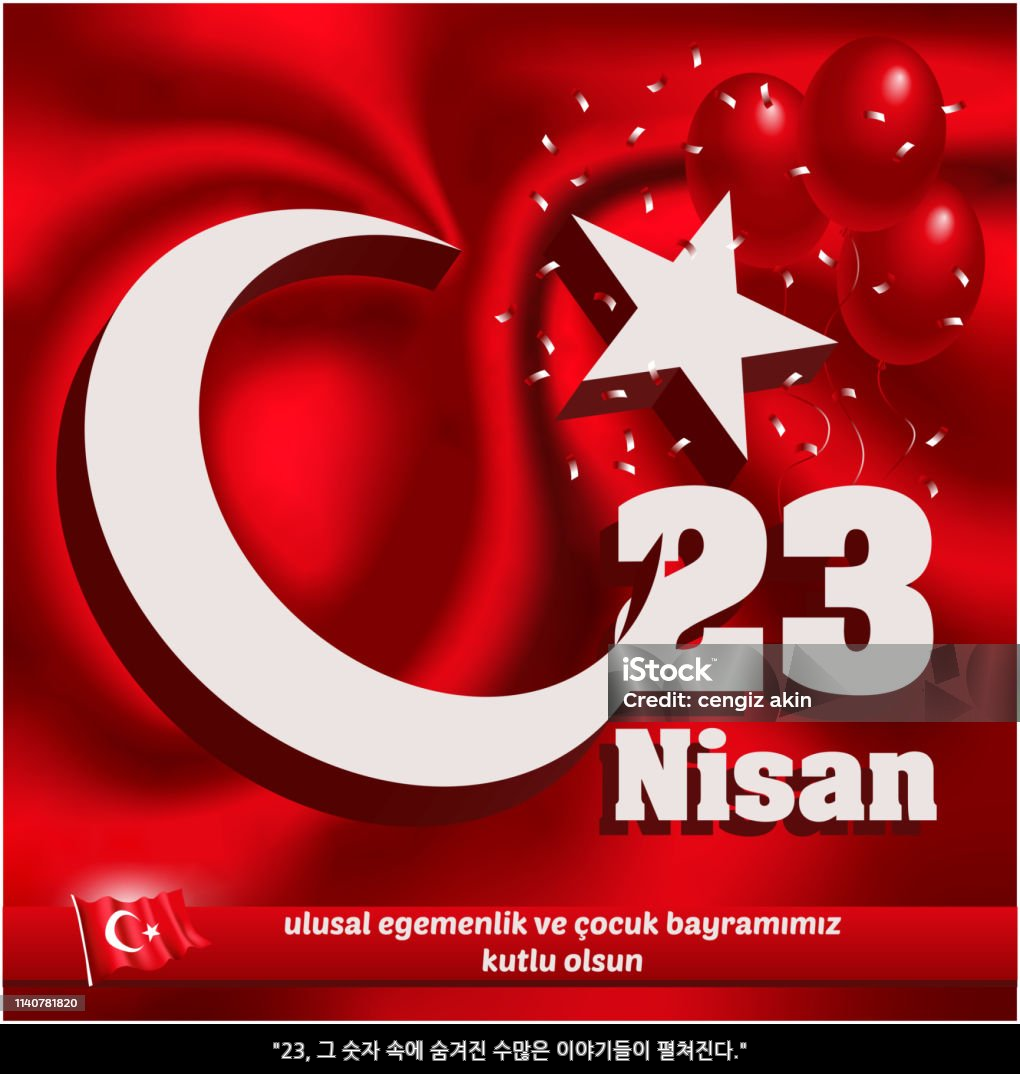 23
iStock™
Credit: cengiz akin
Nisan
ulusal egemenlik ve çocuk bayramımız
kutlu olsun
1140781820
"23, 그 숫자 속에 숨겨진 수많은 이야기들이 펼쳐진다."